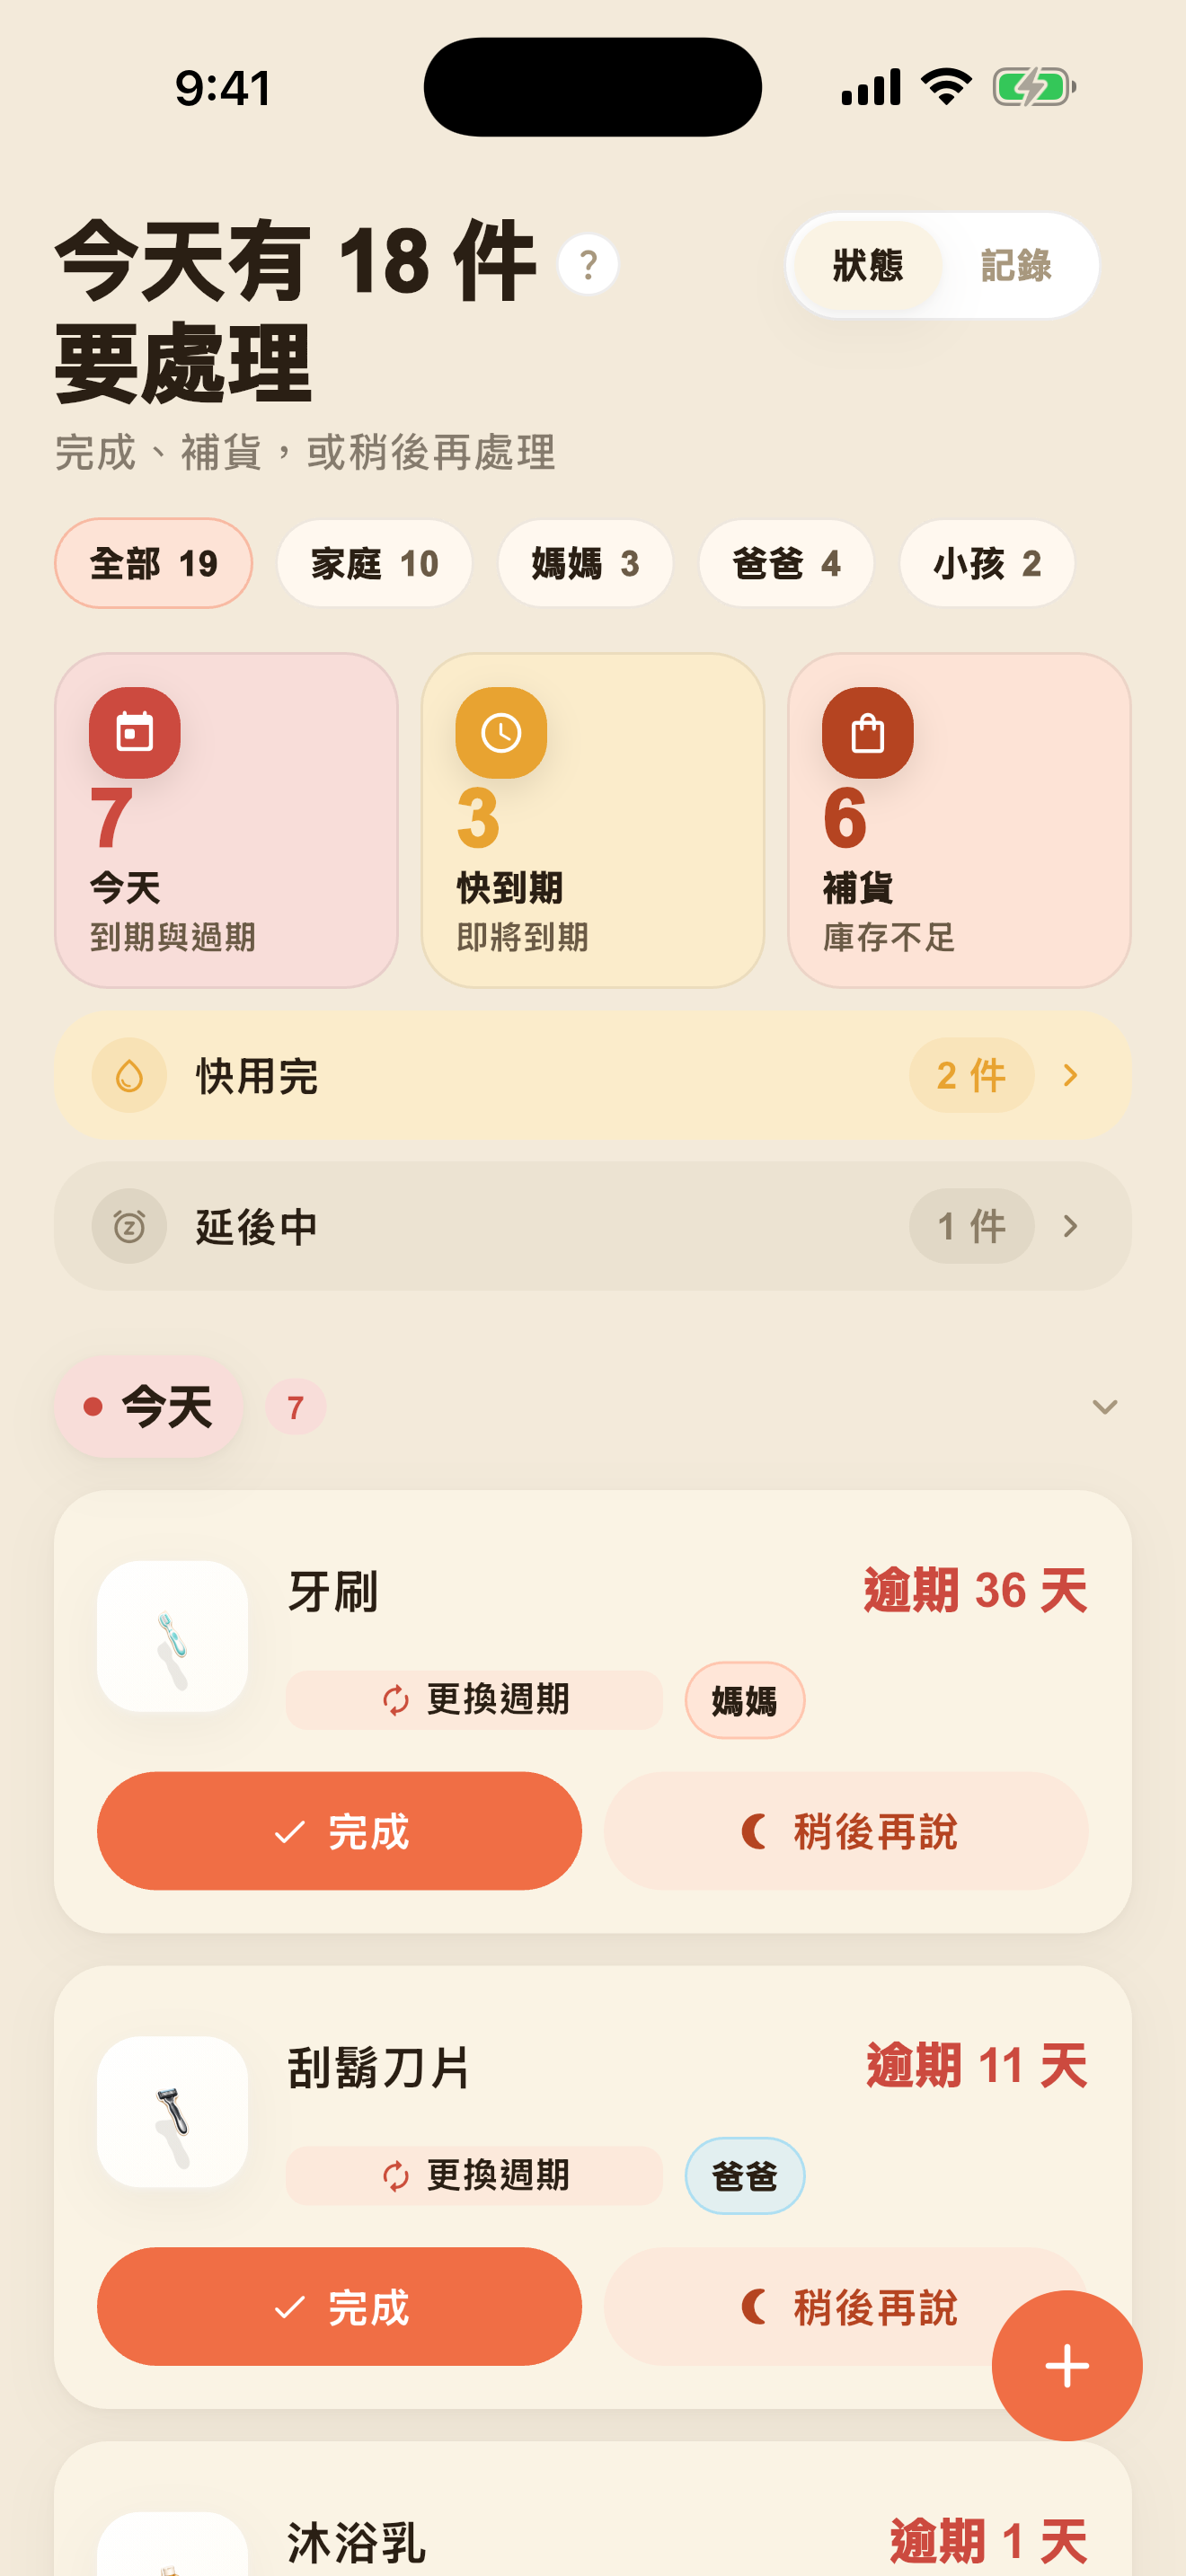 9:41
今天有 18 件
?
要處理
狀態
記錄
完成、補貨，或稍後再處理
全部 19
家庭 10
媽媽 3
爸爸 4
小孩 2
7
今天
到期與過期
3
快到期
即將到期
6
補貨
庫存不足
快用完
2 件
延後中
1 件
今天
7
牙刷
逾期 36 天
更換週期
媽媽
完成
稍後再說
刮鬍刀片
逾期 11 天
更換週期
爸爸
完成
稍後再說
沐浴乳
逾期 1 天